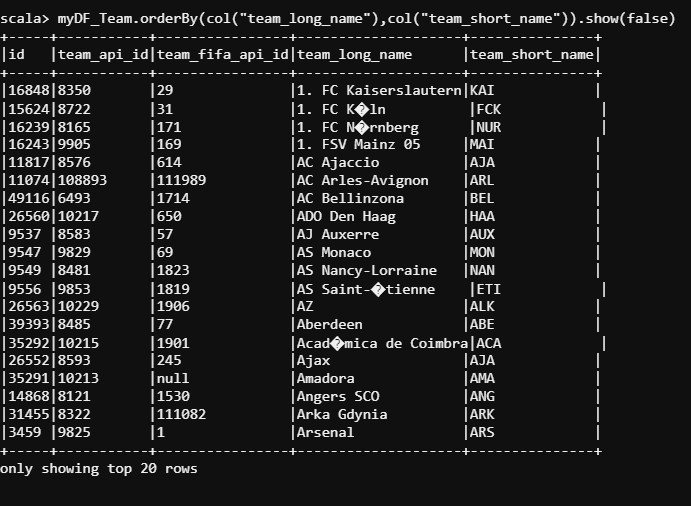 scala> myDF_Team.orderBy(col("team_long_name"),col("team_short_name")).show(false)
+-----+-----------+----------------+--------------------+---------------+
|id   |team_api_id|team_fifa_api_id|team_long_name      |team_short_name|
+-----+-----------+----------------+--------------------+---------------+
|16848|8350       |29              |1. FC Kaiserslautern|KAI            |
|15624|8722       |31              |1. FC K�ln          |FCK            |
|16239|8165       |171             |1. FC N�rnberg      |NUR            |
|16243|9905       |169             |1. FSV Mainz 05     |MAI            |
|11817|8576       |614             |AC Ajaccio          |AJA            |
|11074|108893     |111989          |AC Arles-Avignon    |ARL            |
|49116|6493       |1714            |AC Bellinzona       |BEL            |
|26560|10217      |650             |ADO Den Haag        |HAA            |
|9537 |8583       |57              |AJ Auxerre          |AUX            |
|9547 |9829       |69              |AS Monaco           |MON            |
|9549 |8481       |1823            |AS Nancy-Lorraine   |NAN            |
|9556 |9853       |1819            |AS Saint-�tienne    |ETI            |
|26563|10229      |1906            |AZ                  |ALK            |
|39393|8485       |77              |Aberdeen            |ABE            |
|35292|10215      |1901            |Acad�mica de Coimbra|ACA            |
|26552|8593       |245             |Ajax                |AJA            |
|35291|10213      |null            |Amadora             |AMA            |
|14868|8121       |1530            |Angers SCO          |ANG            |
|31455|8322       |111082          |Arka Gdynia         |ARK            |
|3459 |9825       |1               |Arsenal             |ARS            |
+-----+-----------+----------------+--------------------+---------------+
only showing top 20 rows